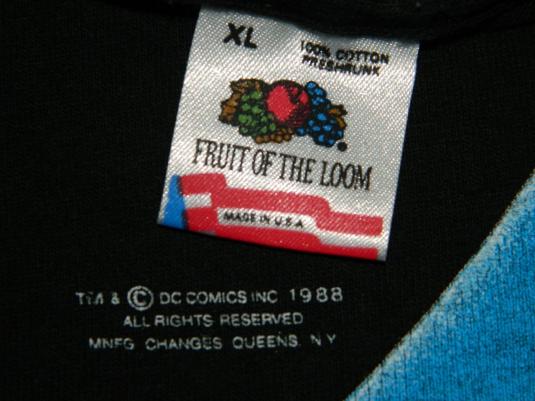 XL
100% COTTON
PRESHRUNK
FRUIT OF THE LOOM
MADE IN U.S.A
TM & © DC COMICS INC 1988
ALL RIGHTS RESERVED
MNFG CHANGES QUEENS. N Y